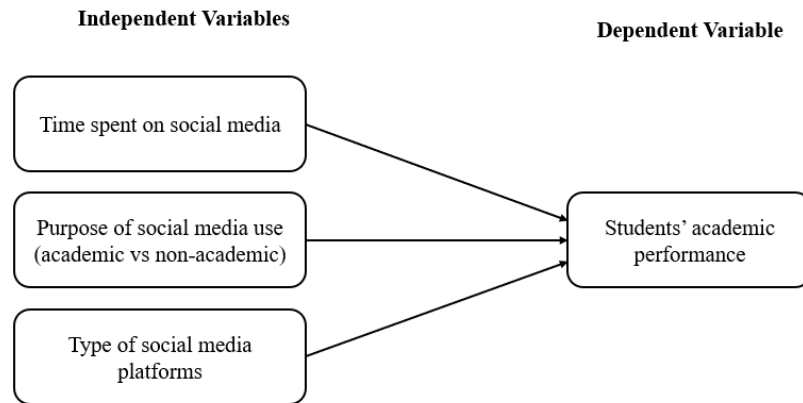 Independent Variables
Dependent Variable
Time spent on social media
Purpose of social media use
(academic vs non-academic)
Students’ academic
performance
Type of social media
platforms